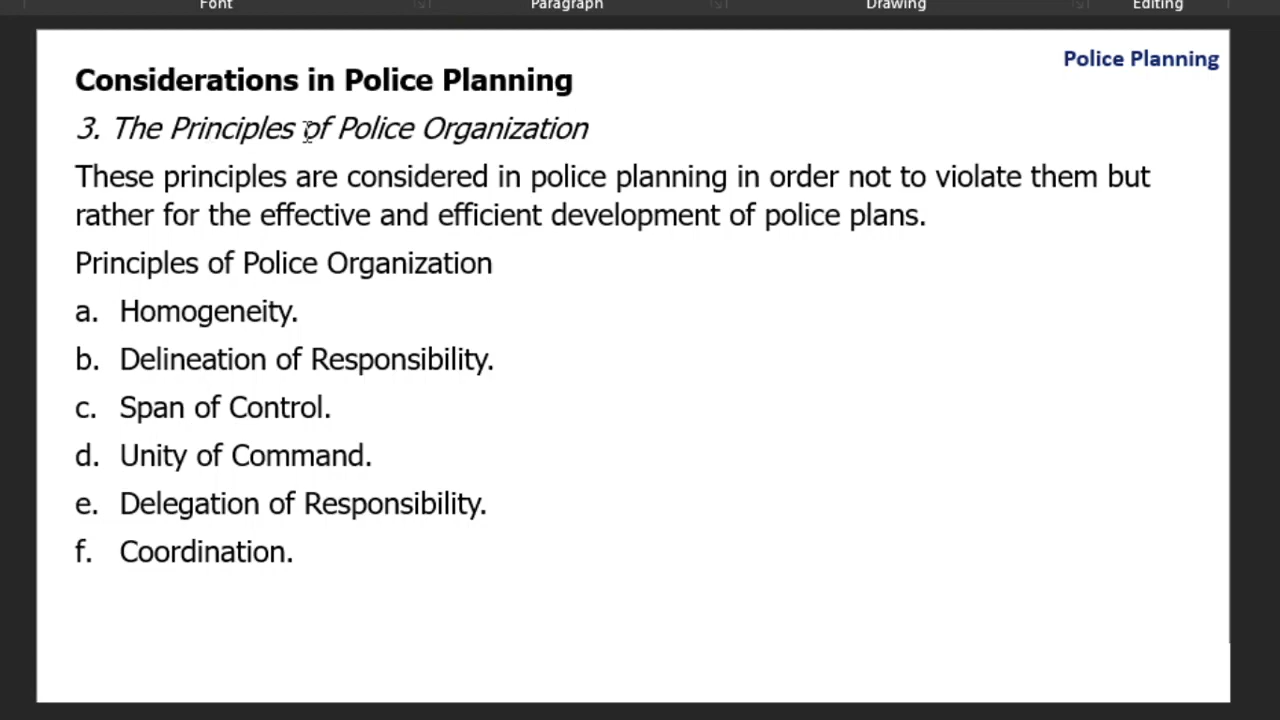 Font Paragraph Drawing Editing
Police Planning
Considerations in Police Planning
3. The Principles of Police Organization
These principles are considered in police planning in order not to violate them but
rather for the effective and efficient development of police plans.
Principles of Police Organization
a. Homogeneity.
b. Delineation of Responsibility.
c. Span of Control.
d. Unity of Command.
e. Delegation of Responsibility.
f. Coordination.